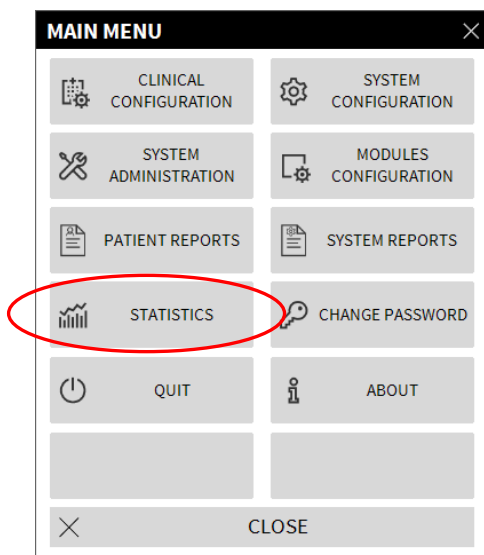 MAIN MENU
CLINICAL
CONFIGURATION
SYSTEM
CONFIGURATION
SYSTEM
ADMINISTRATION
MODULES
CONFIGURATION
PATIENT REPORTS
SYSTEM REPORTS
STATISTICS
CHANGE PASSWORD
QUIT
ABOUT
CLOSE